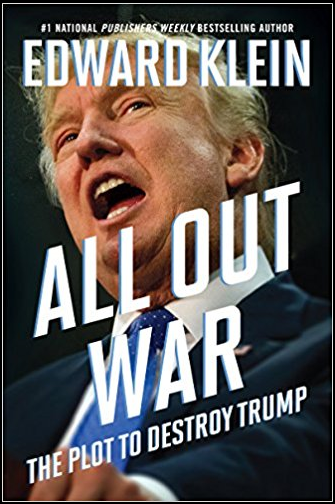 #1 NATIONAL PUBLISHERS WEEKLY BESTSELLING AUTHOR
EDWARD KLEIN
ALL OUT
WAR
THE PLOT TO DESTROY TRUMP